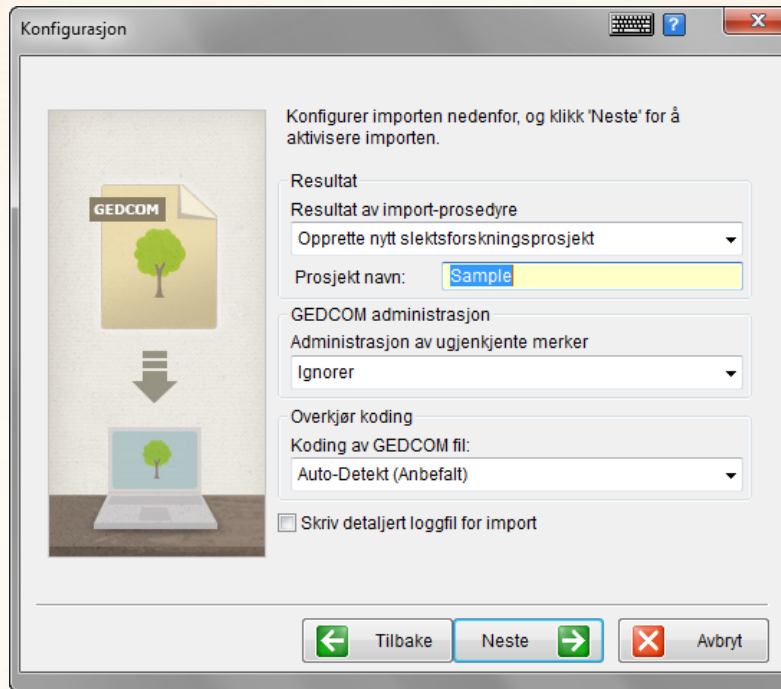 Konfigurasjon
?
X
Konfigurer importen nedenfor, og klikk 'Neste' for å
aktivisere importen.
GEDCOM
Resultat
Resultat av import-prosedyre
Opprette nytt slektsforskningsprosjekt
Prosjekt navn: Sample
GEDCOM administrasjon
Administrasjon av ugjenkjente merker
Ignorer
Overkjør koding
Koding av GEDCOM fil:
Auto-Detekt (Anbefalt)
Skriv detaljert loggfil for import
Tilbake Neste Avbryt